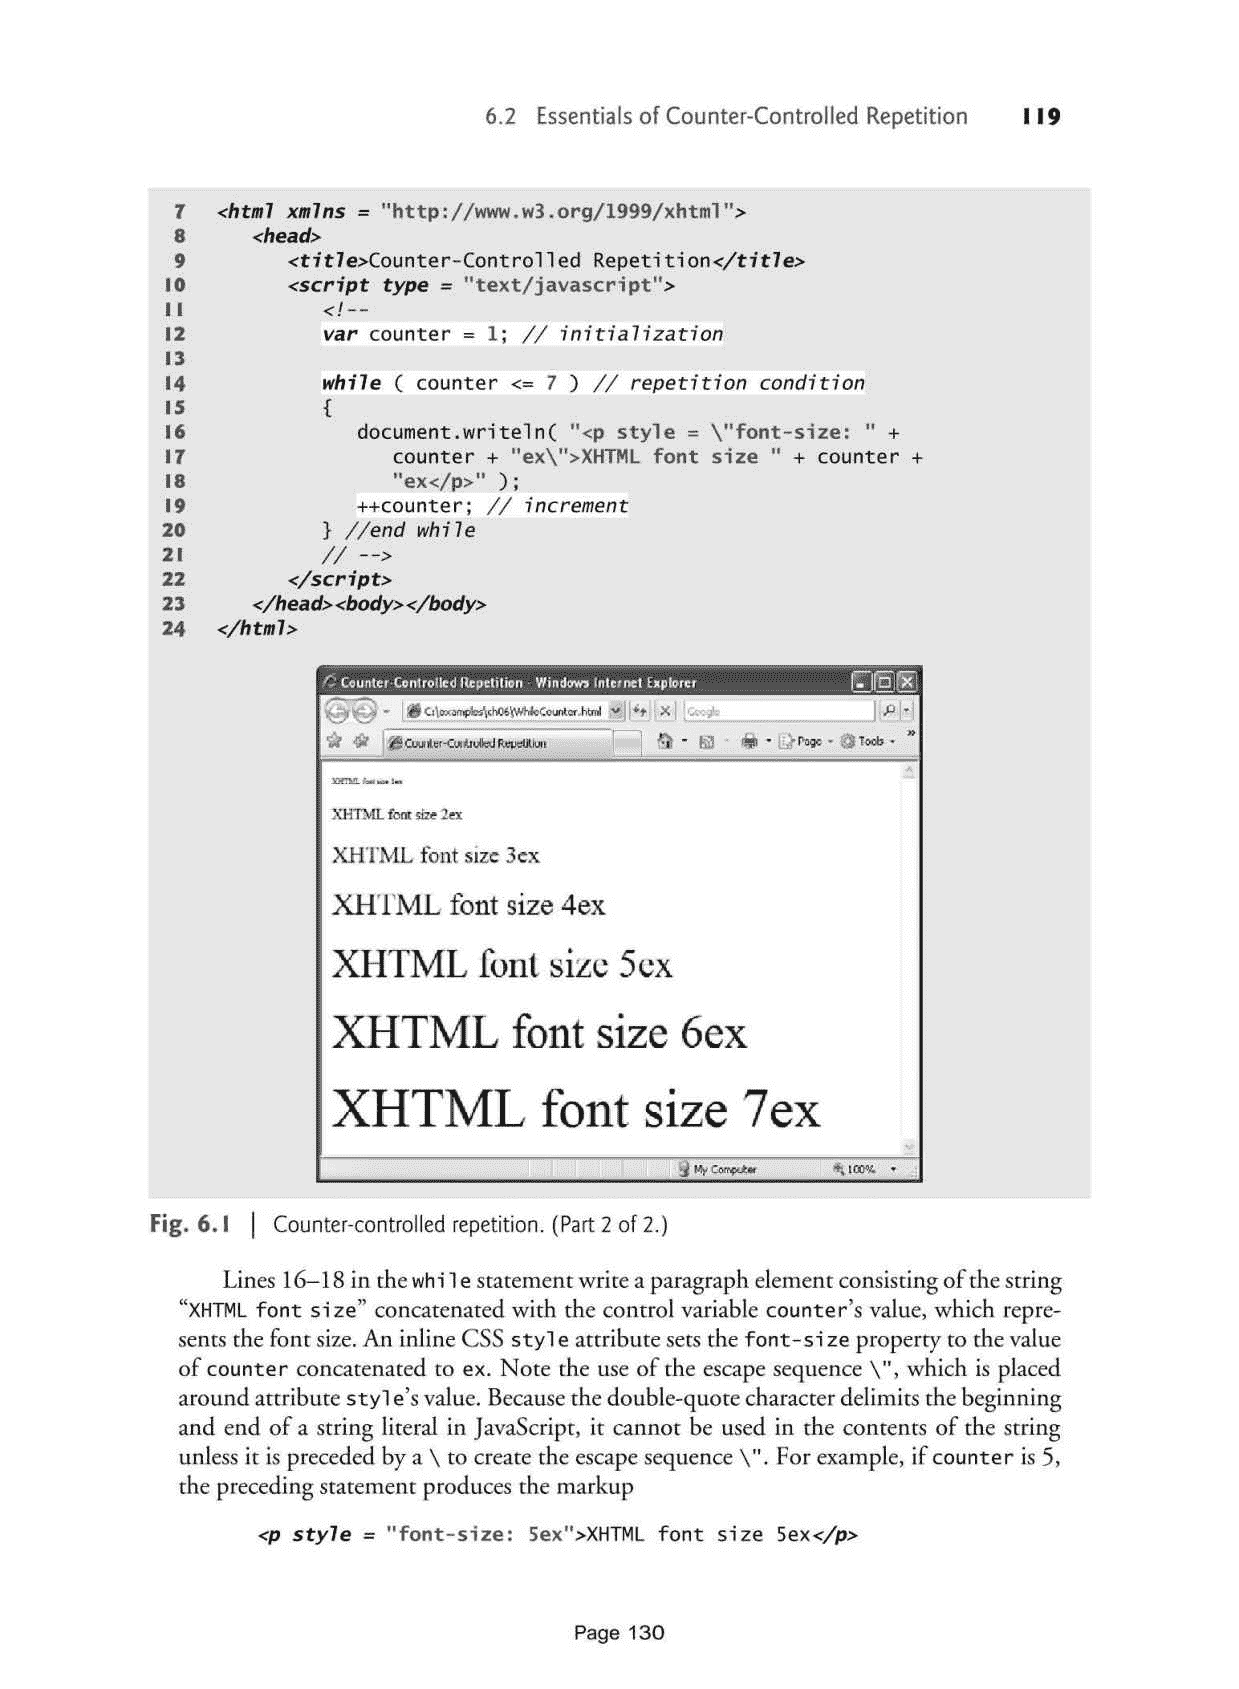 6.2 Essentials of Counter-Controlled Repetition 119
7 <html xmlns = "http://www.w3.org/1999/xhtml">
8 <head>
9 <title>Counter-Controlled Repetition</title>
10 <script type = "text/javascript">
11 <!--
12 var counter = 1; // initialization
13
14 while ( counter <= 7 ) // repetition condition
15 {
16 document.writeln( "<p style = \"font-size: " +
17 counter + "ex\">XHTML font size " + counter +
18 "ex</p>" );
19 ++counter; // increment
20 } //end while
21 // -->
22 </script>
23 </head><body></body>
24 </html>
Counter-Controlled Repetition - Windows Internet Explorer
C:\examples\ch06\WhileCounter.html Google
Counter-Controlled Repetition Page Tools »
XHTML font size 1ex
XHTML font size 2ex
XHTML font size 3ex
XHTML font size 4ex
XHTML font size 5ex
XHTML font size 6ex
XHTML font size 7ex
My Computer 100%
Fig. 6.1 | Counter-controlled repetition. (Part 2 of 2.)
Lines 16–18 in the while statement write a paragraph element consisting of the string
“XHTML font size” concatenated with the control variable counter’s value, which repre-
sents the font size. An inline CSS style attribute sets the font-size property to the value
of counter concatenated to ex. Note the use of the escape sequence \", which is placed
around attribute style’s value. Because the double-quote character delimits the beginning
and end of a string literal in JavaScript, it cannot be used in the contents of the string
unless it is preceded by a \ to create the escape sequence \". For example, if counter is 5,
the preceding statement produces the markup
<p style = "font-size: 5ex">XHTML font size 5ex</p>
Page 130